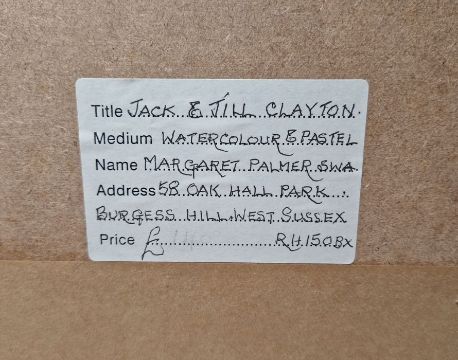 Title JACK & JILL CLAYTON.
Medium WATERCOLOUR & PASTEL
Name MARGARET PALMER SWA
Address 58 OAK HALL PARK
BURGESS HILL. WEST SUSSEX
Price £ RH15 0BX